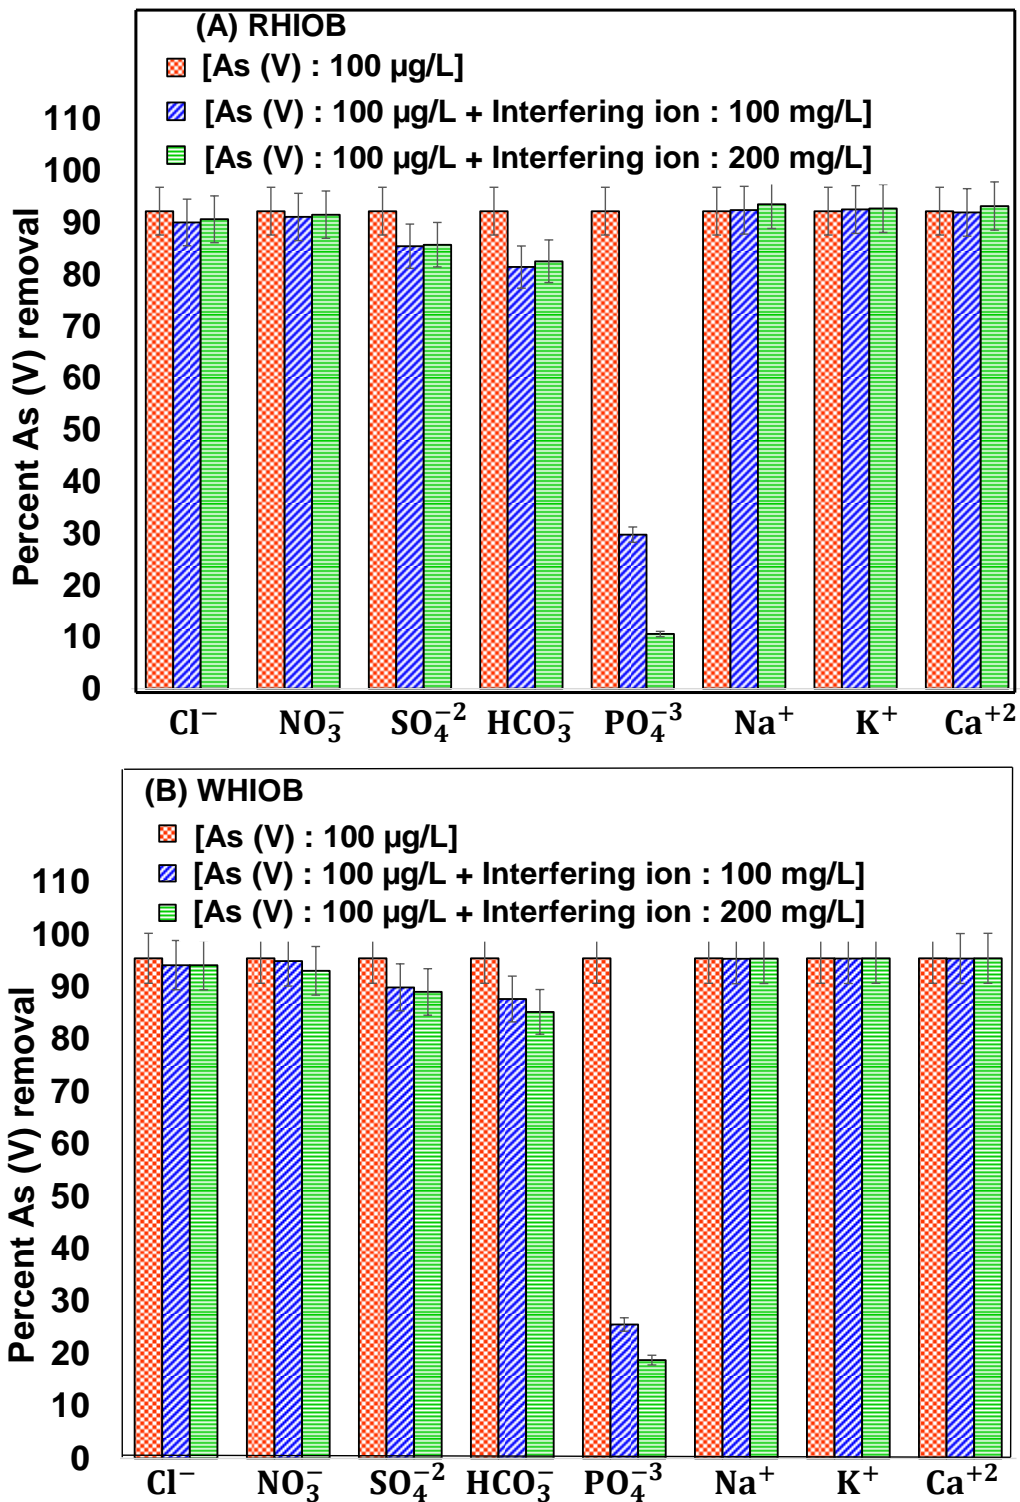 (A) RHIOB
[As (V) : 100 µg/L]
[As (V) : 100 µg/L + Interfering ion : 100 mg/L]
[As (V) : 100 µg/L + Interfering ion : 200 mg/L]
Percent As (V) removal
110
100
90
80
70
60
50
40
30
20
10
0
Cl⁻ NO₃⁻ SO₄⁻² HCO₃⁻ PO₄⁻³ Na⁺ K⁺ Ca⁺²
(B) WHIOB
[As (V) : 100 µg/L]
[As (V) : 100 µg/L + Interfering ion : 100 mg/L]
[As (V) : 100 µg/L + Interfering ion : 200 mg/L]
Percent As (V) removal
110
100
90
80
70
60
50
40
30
20
10
0
Cl⁻ NO₃⁻ SO₄⁻² HCO₃⁻ PO₄⁻³ Na⁺ K⁺ Ca⁺²